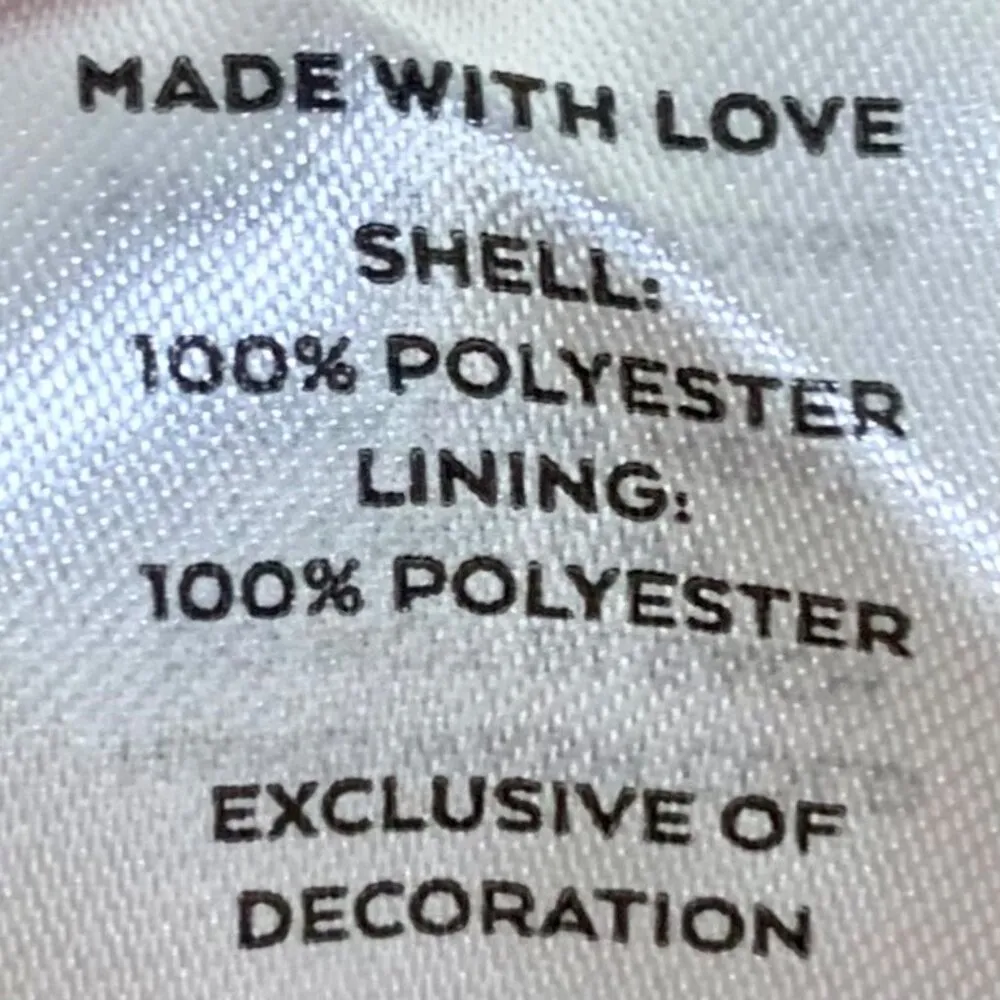 MADE WITH LOVE
SHELL:
100% POLYESTER
LINING:
100% POLYESTER
EXCLUSIVE OF
DECORATION